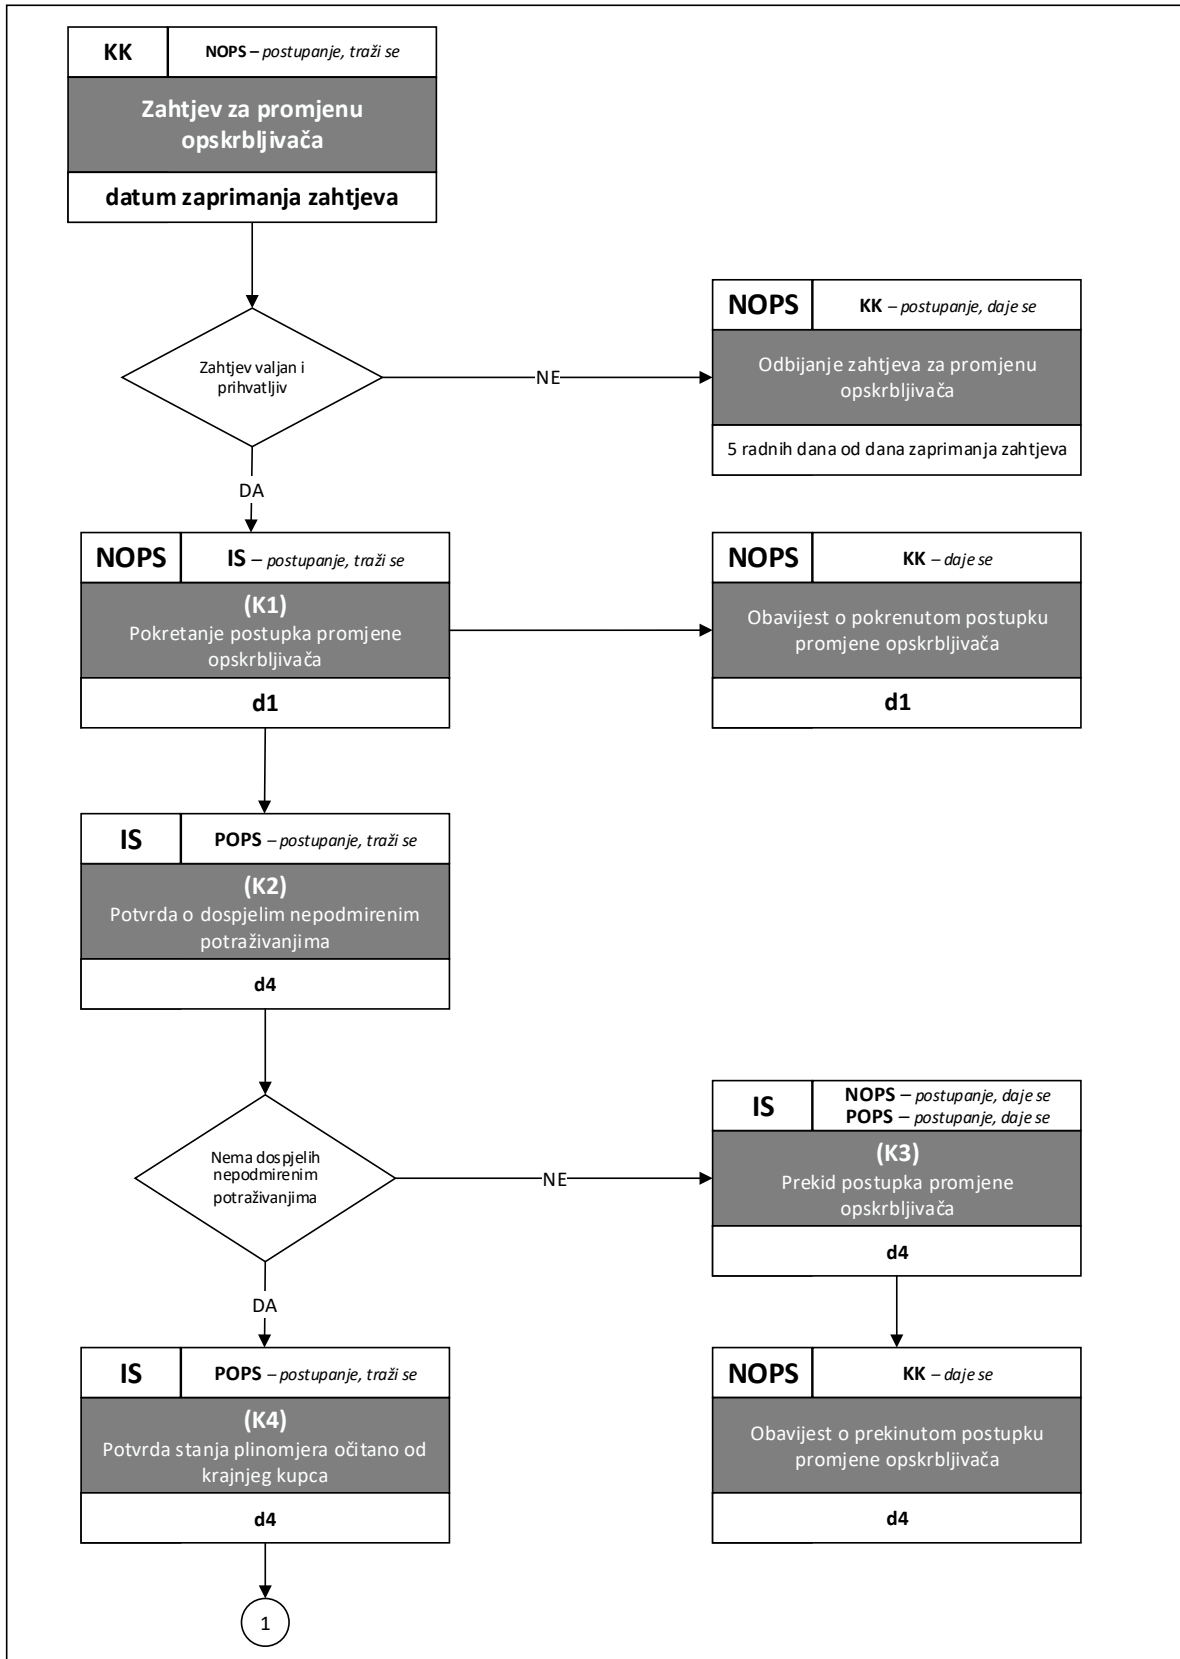 KK
NOPS – postupanje, traži se
Zahtjev za promjenu
opskrbljivača
datum zaprimanja zahtjeva
Zahtjev valjan i
prihvatljiv
NE
NOPS
KK – postupanje, daje se
Odbijanje zahtjeva za promjenu
opskrbljivača
5 radnih dana od dana zaprimanja zahtjeva
DA
NOPS
IS – postupanje, traži se
(K1)
Pokretanje postupka promjene
opskrbljivača
d1
NOPS
KK – daje se
Obavijest o pokrenutom postupku
promjene opskrbljivača
d1
IS
POPS – postupanje, traži se
(K2)
Potvrda o dospjelim nepodmirenim
potraživanjima
d4
Nema dospjelih
nepodmirenim
potraživanjima
NE
IS
NOPS – postupanje, daje se
POPS – postupanje, daje se
(K3)
Prekid postupka promjene
opskrbljivača
d4
DA
IS
POPS – postupanje, traži se
(K4)
Potvrda stanja plinomjera očitano od
krajnjeg kupca
d4
NOPS
KK – daje se
Obavijest o prekinutom postupku
promjene opskrbljivača
d4
1